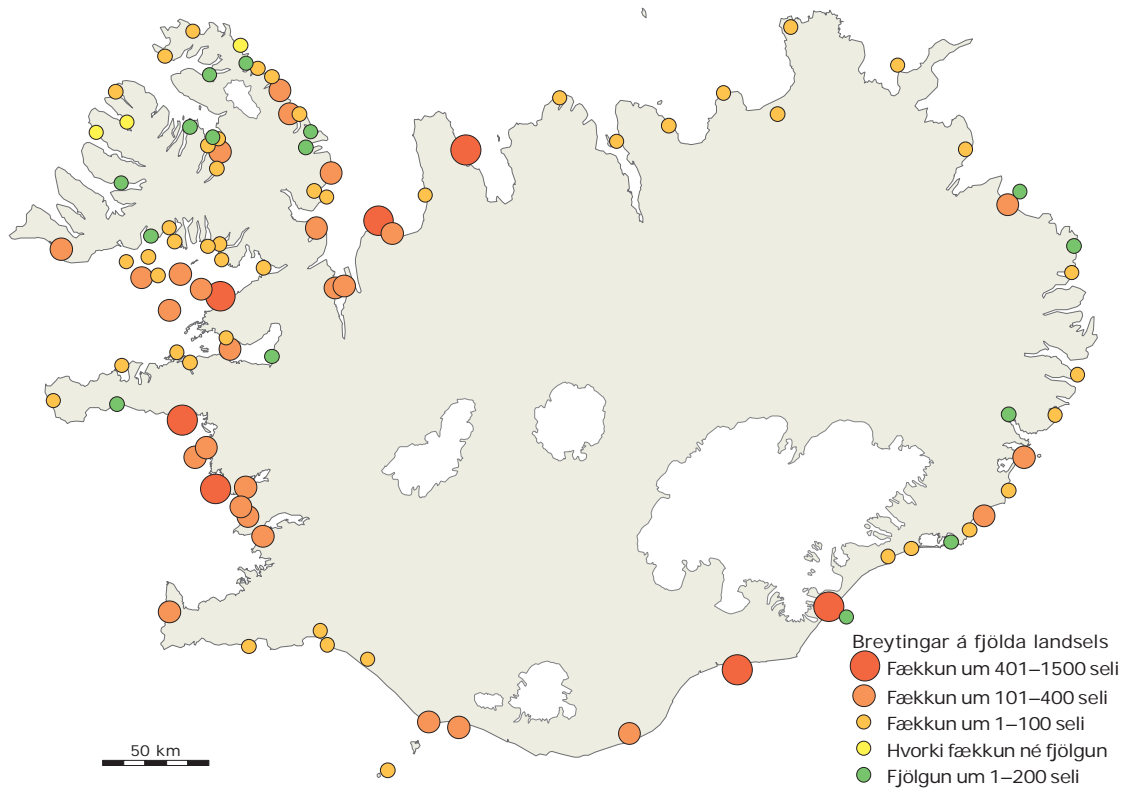 Breytingar á fjölda landsels
Fækkun um 401–1500 seli
Fækkun um 101–400 seli
Fækkun um 1–100 seli
Hvorki fækkun né fjölgun
Fjölgun um 1–200 seli
50 km